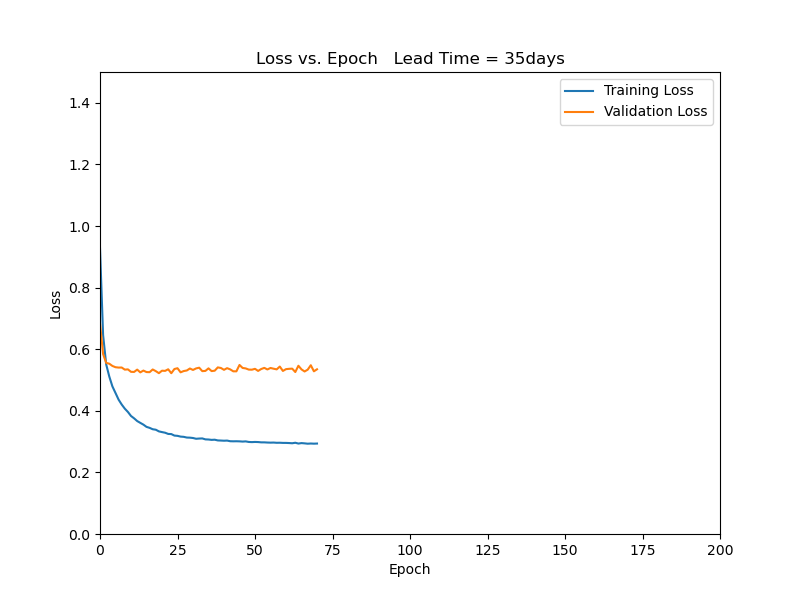 Loss vs. Epoch   Lead Time = 35days
Training Loss
Validation Loss
1.4
1.2
1.0
0.8
0.6
0.4
0.2
0.0
Loss
0 25 50 75 100 125 150 175 200
Epoch